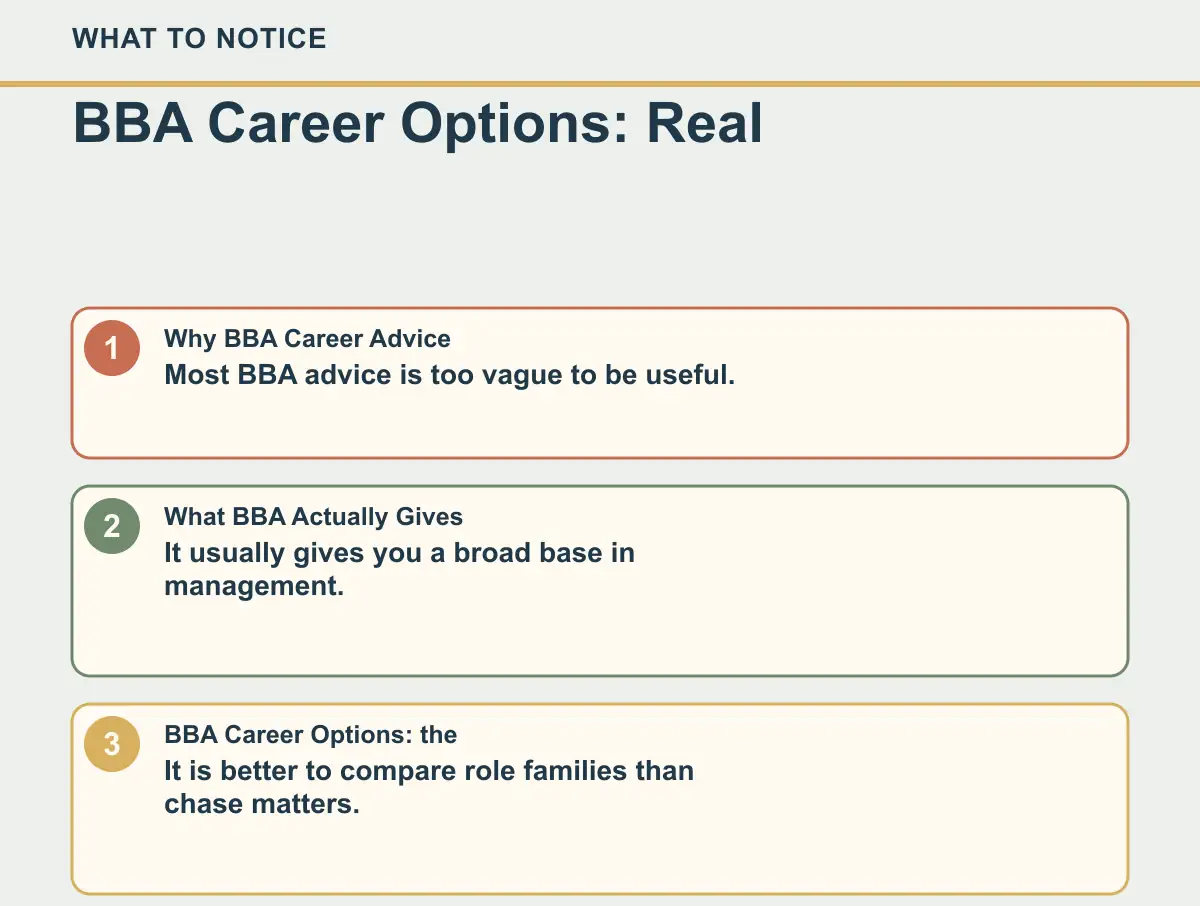 WHAT TO NOTICE
BBA Career Options: Real
1
Why BBA Career Advice
Most BBA advice is too vague to be useful.
2
What BBA Actually Gives
It usually gives you a broad base in
management.
3
BBA Career Options: the
It is better to compare role families than
chase matters.